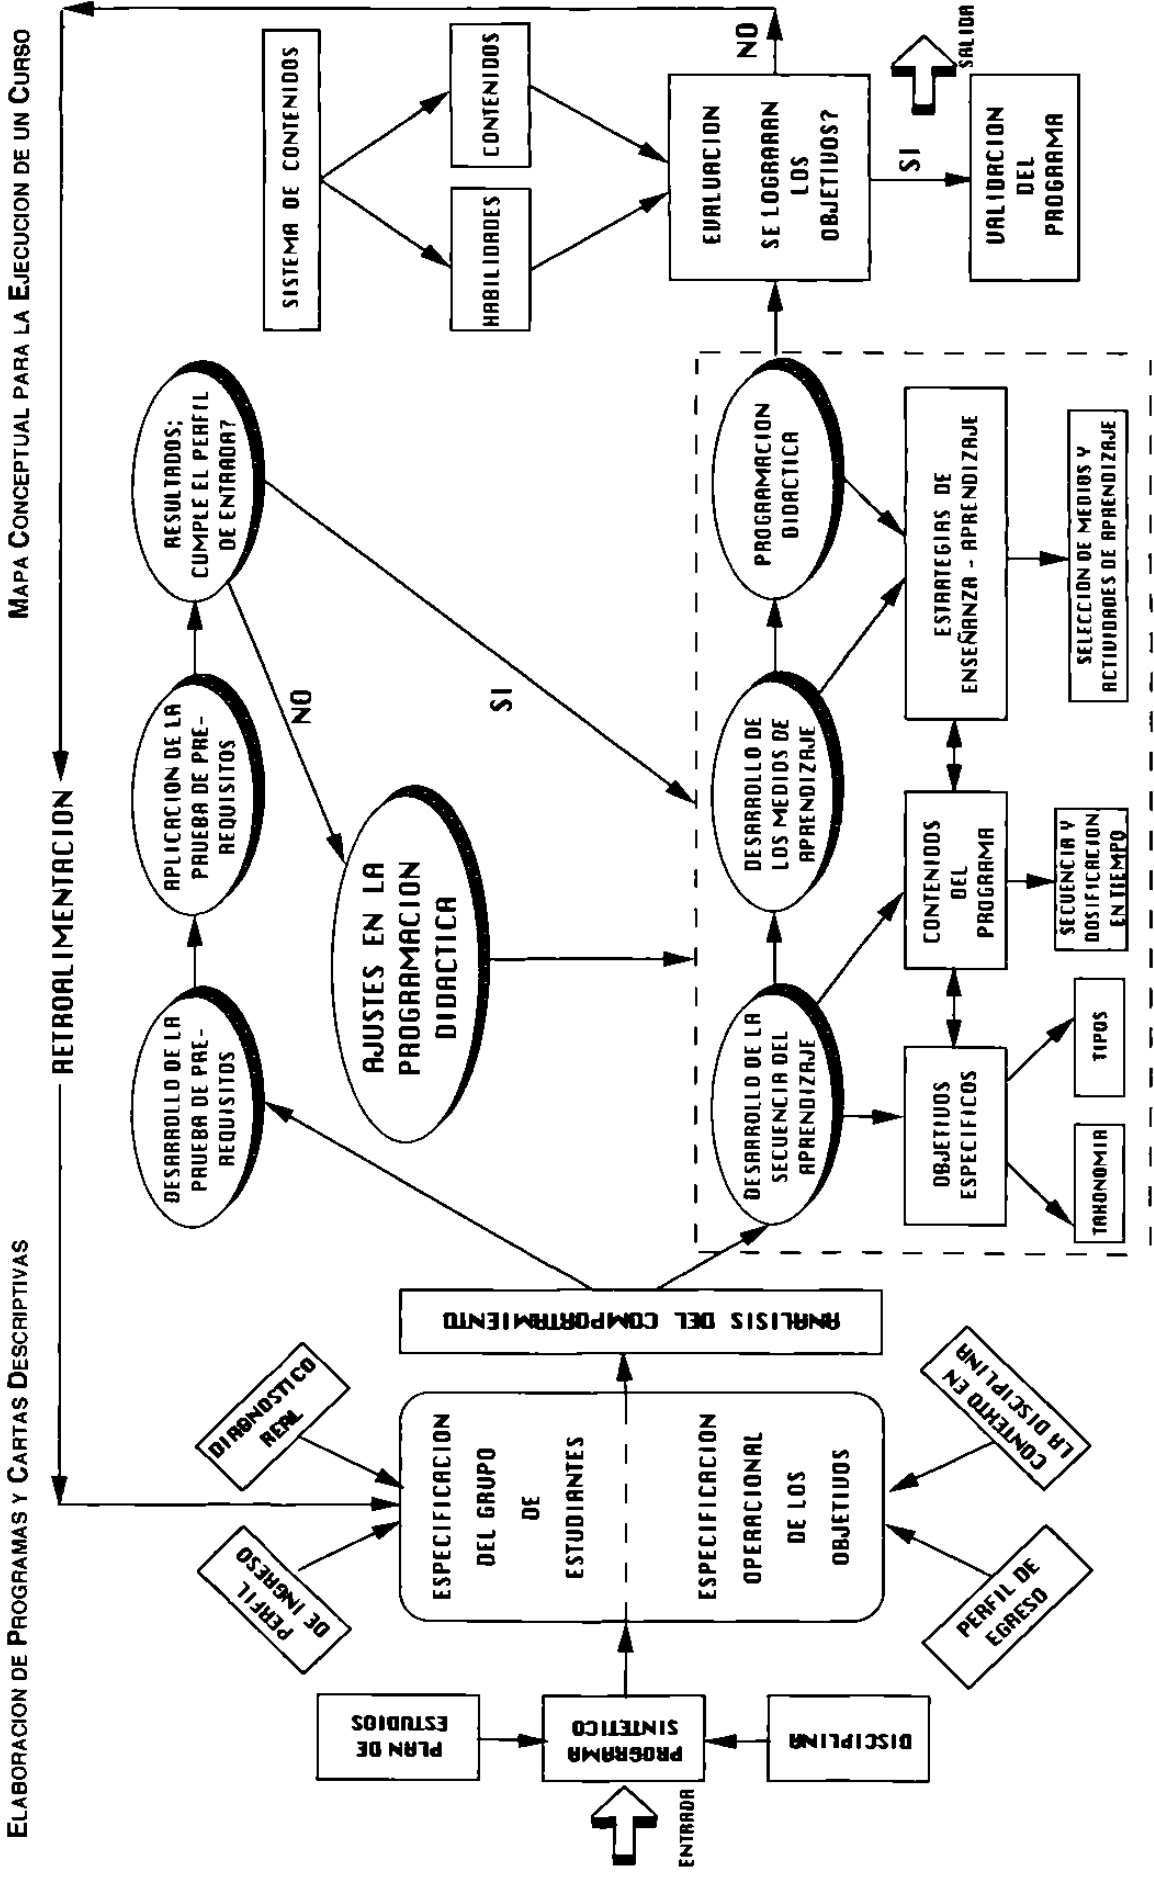 ELABORACION DE PROGRAMAS Y CARTAS DESCRIPTIVAS
MAPA CONCEPTUAL PARA LA EJECUCION DE UN CURSO
RETROALIMENTACION
ENTRADA
PLAN DE
ESTUDIOS
PROGRAMA
SINTETICO
DISCIPLINA
PERFIL
DE INGRESO
DIAGNOSTICO
REAL
ESPECIFICACION
DEL GRUPO
DE
ESTUDIANTES
ESPECIFICACION
OPERACIONAL
DE LOS
OBJETIVOS
PERFIL DE
EGRESO
CONTEXTO EN
LA DISCIPLINA
ANALISIS DEL COMPORTAMIENTO
DESARROLLO DE LA
PRUEBA DE PRE-
REQUISITOS
APLICACION DE LA
PRUEBA DE PRE-
REQUISITOS
RESULTADOS;
CUMPLE EL PERFIL
DE ENTRADA?
NO
SI
AJUSTES EN LA
PROGRAMACION
DIDACTICA
DESARROLLO DE LA
SECUENCIA DEL
APRENDIZAJE
DESARROLLO DE
LOS MEDIOS DE
APRENDIZAJE
PROGRAMACION
DIDACTICA
OBJETIVOS
ESPECIFICOS
CONTENIDOS
DEL
PROGRAMA
ESTRATEGIAS DE
ENSEÑANZA - APRENDIZAJE
TAXONOMIA
TIPOS
SECUENCIA Y
DOSIFICACION
EN TIEMPO
SELECCION DE MEDIOS Y
ACTIVIDADES DE APRENDIZAJE
SISTEMA DE CONTENIDOS
HABILIDADES
CONTENIDOS
EVALUACION
SE LOGRARAN
LOS
OBJETIVOS?
NO
SI
VALIDACION
DEL
PROGRAMA
SALIDA